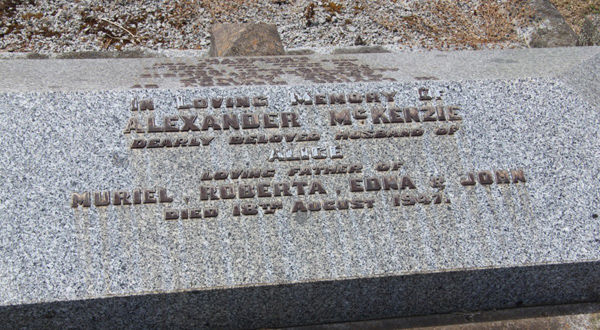 In Loving Memory Of
ALEXANDER McKENZIE
DEARLY BELOVED HUSBAND OF
ALICE
LOVING FATHER OF
MURIEL, ROBERTA, EDNA & JOHN
DIED 18TH AUGUST 1947.